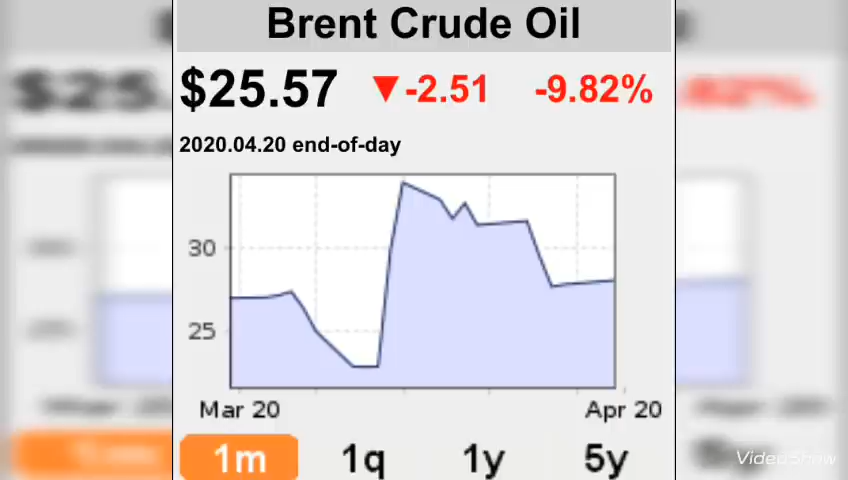 Brent Crude Oil
$25.57 ▼-2.51 -9.82%
2020.04.20 end-of-day
30
25
Mar 20 Apr 20
1m 1q 1y 5y
VideoShow